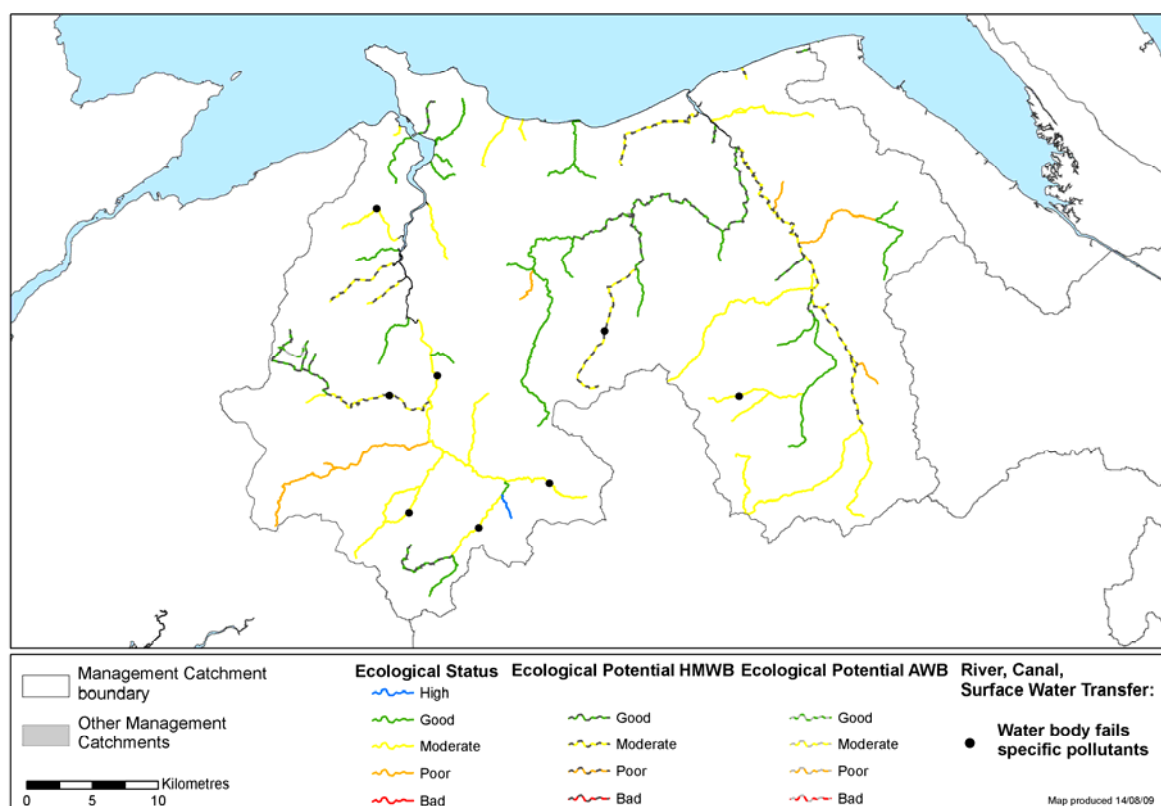 Management Catchment
boundary
Other Management
Catchments
0 5 10 Kilometres
Ecological Status
High
Good
Moderate
Poor
Bad
Ecological Potential HMWB
Good
Moderate
Poor
Bad
Ecological Potential AWB
Good
Moderate
Poor
Bad
River, Canal,
Surface Water Transfer:
Water body fails
specific pollutants
Map produced 14/08/09